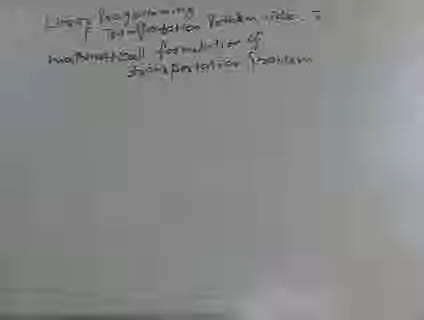 Linear Programming
Transportation Problem
mathematical formulation of
transportation problem